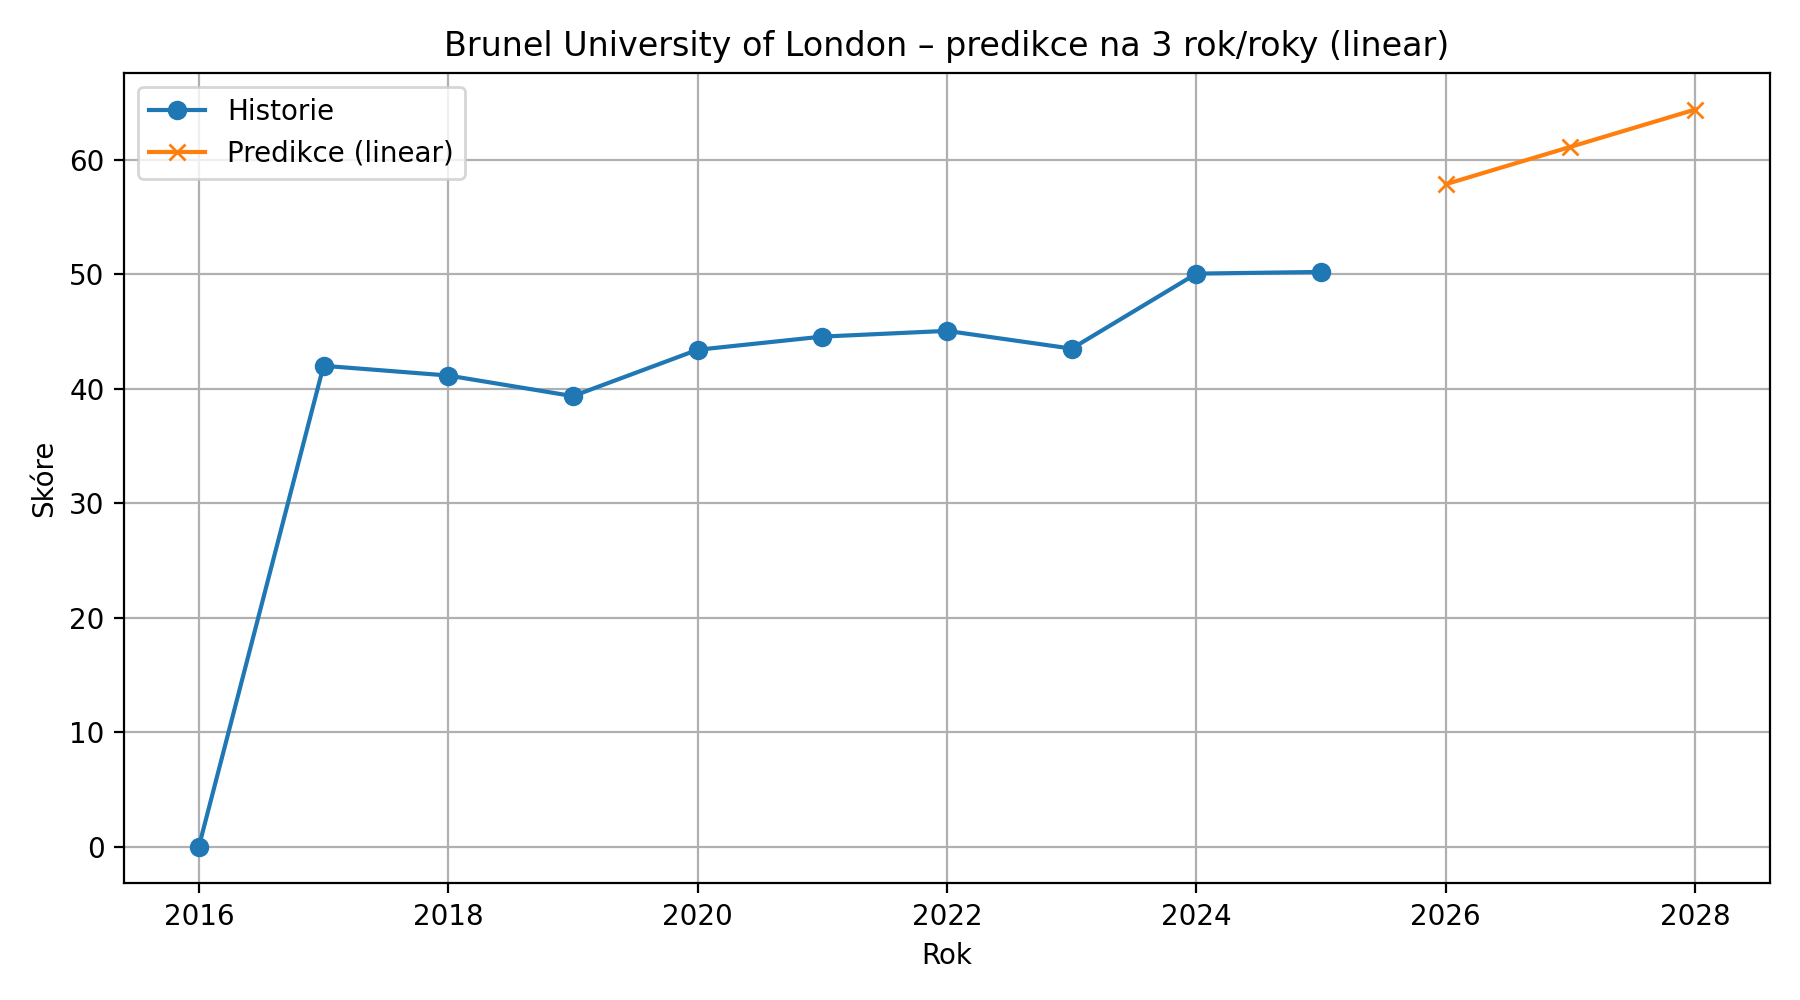 Brunel University of London – predikce na 3 rok/roky (linear)
Historie
Predikce (linear)
60
50
40
30
20
10
0
Skóre
2016 2018 2020 2022 2024 2026 2028
Rok